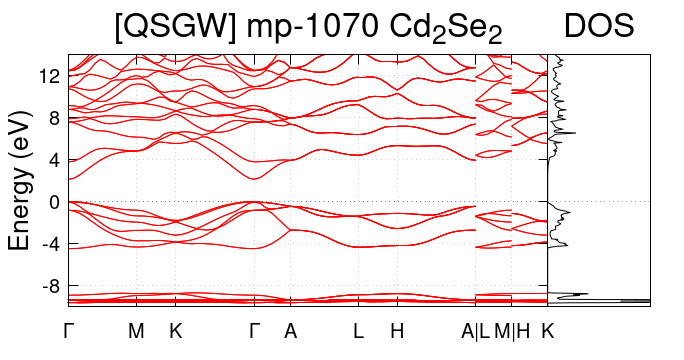 [QSGW] mp-1070 Cd₂Se₂ DOS
Energy (eV)
12
8
4
0
-4
-8
Γ M K Γ A L H A|L M|H K